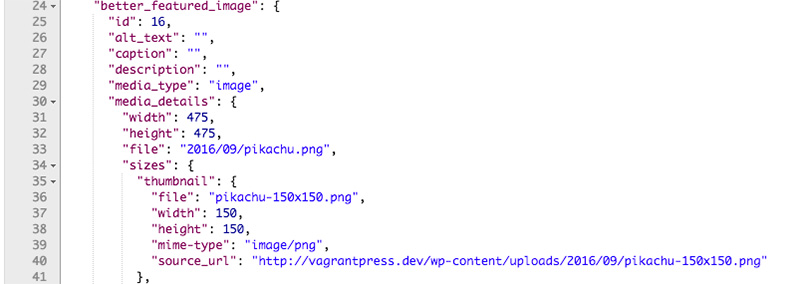 24 "better_featured_image": {
25 "id": 16,
26 "alt_text": "",
27 "caption": "",
28 "description": "",
29 "media_type": "image",
30 "media_details": {
31 "width": 475,
32 "height": 475,
33 "file": "2016/09/pikachu.png",
34 "sizes": {
35 "thumbnail": {
36 "file": "pikachu-150x150.png",
37 "width": 150,
38 "height": 150,
39 "mime-type": "image/png",
40 "source_url": "http://vagrantpress.dev/wp-content/uploads/2016/09/pikachu-150x150.png"
41 },